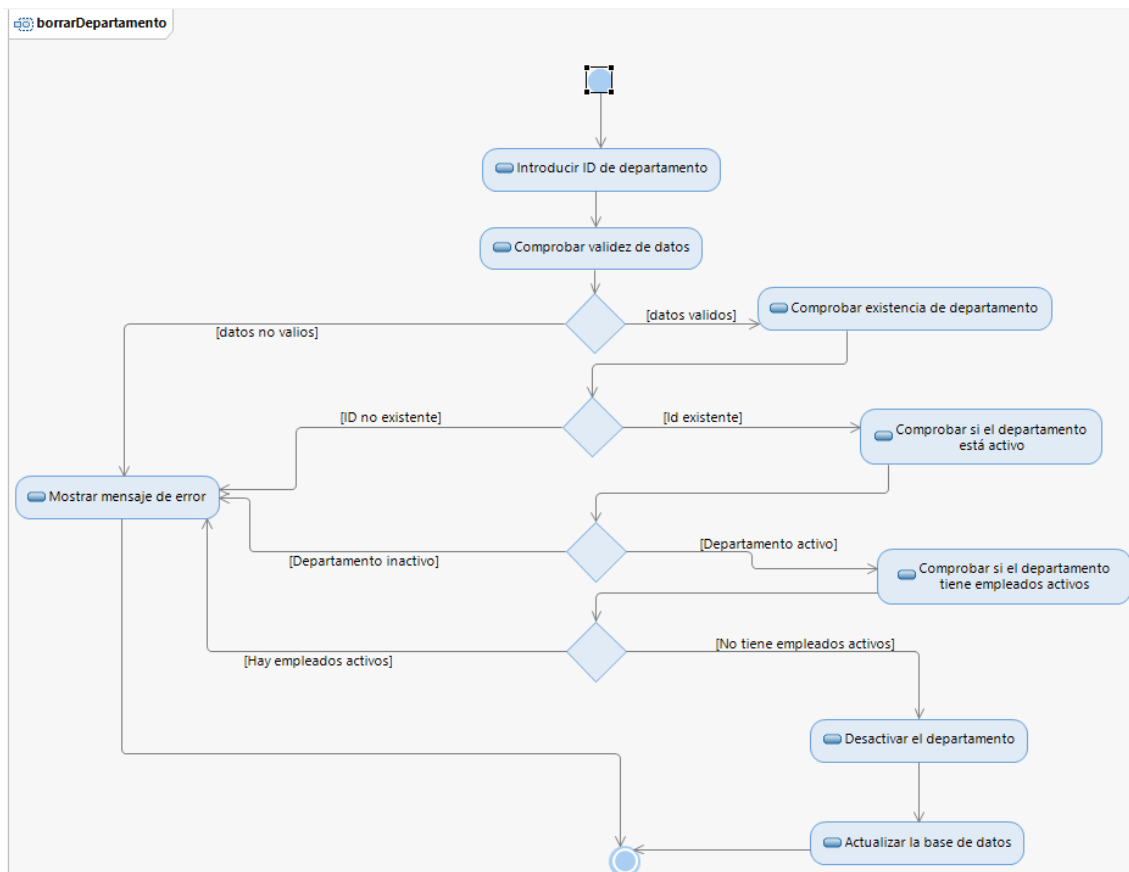 borrarDepartamento
Introducir ID de departamento
Comprobar validez de datos
[datos validos]
Comprobar existencia de departamento
[datos no valios]
[ID no existente]
[Id existente]
Comprobar si el departamento
está activo
Mostrar mensaje de error
[Departamento activo]
[Departamento inactivo]
Comprobar si el departamento
tiene empleados activos
[No tiene empleados activos]
[Hay empleados activos]
Desactivar el departamento
Actualizar la base de datos